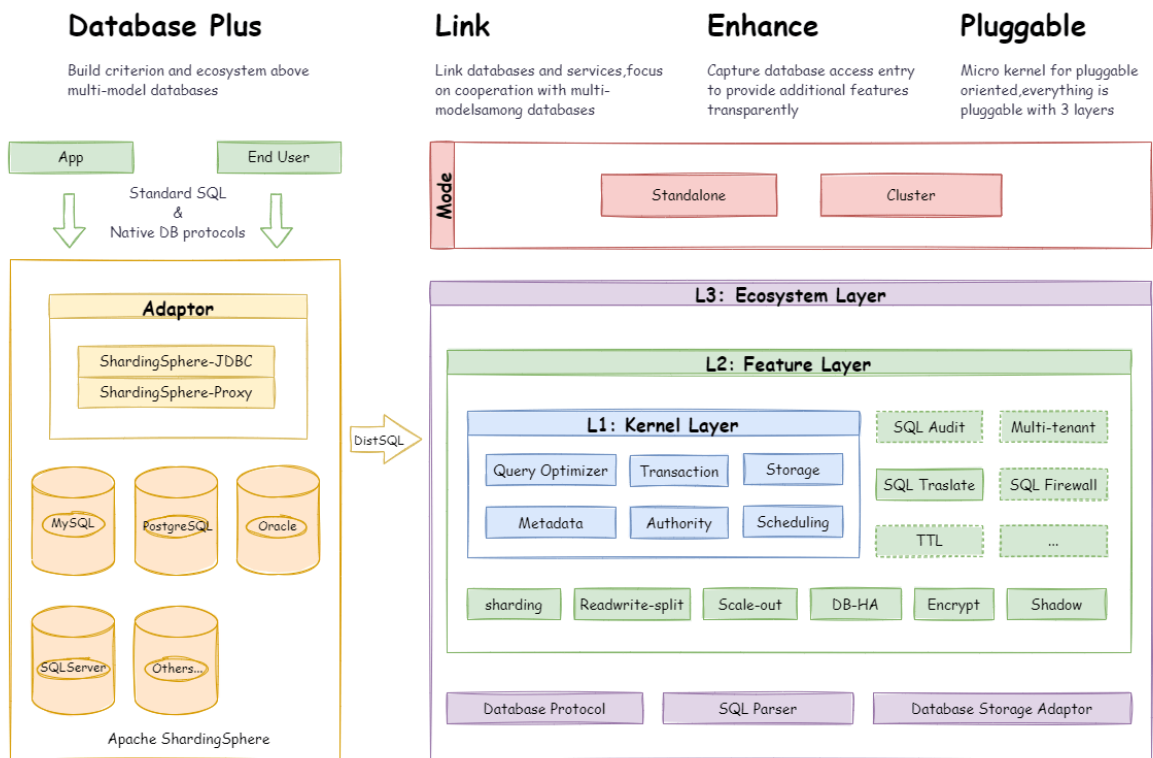 Database Plus
Build criterion and ecosystem above
multi-model databases
Link
Link databases and services,focus
on cooperation with multi-
modelsamong databases
Enhance
Capture database access entry
to provide additional features
transparently
Pluggable
Micro kernel for pluggable
oriented,everything is
pluggable with 3 layers
App
End User
Standard SQL
&
Native DB protocols
Adaptor
ShardingSphere-JDBC
ShardingSphere-Proxy
MySQL
PostgreSQL
Oracle
SQLServer
Others...
Apache ShardingSphere
DistSQL
Mode
Standalone
Cluster
L3: Ecosystem Layer
L2: Feature Layer
L1: Kernel Layer
Query Optimizer
Transaction
Storage
Metadata
Authority
Scheduling
SQL Audit
Multi-tenant
SQL Traslate
SQL Firewall
TTL
...
sharding
Readwrite-split
Scale-out
DB-HA
Encrypt
Shadow
Database Protocol
SQL Parser
Database Storage Adaptor